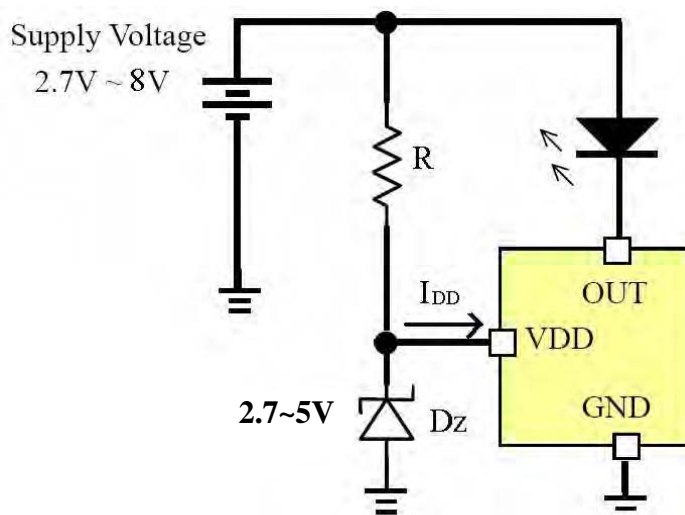 Supply Voltage
2.7V ~ 8V
R
IDD
OUT
VDD
2.7~5V
Dz
GND